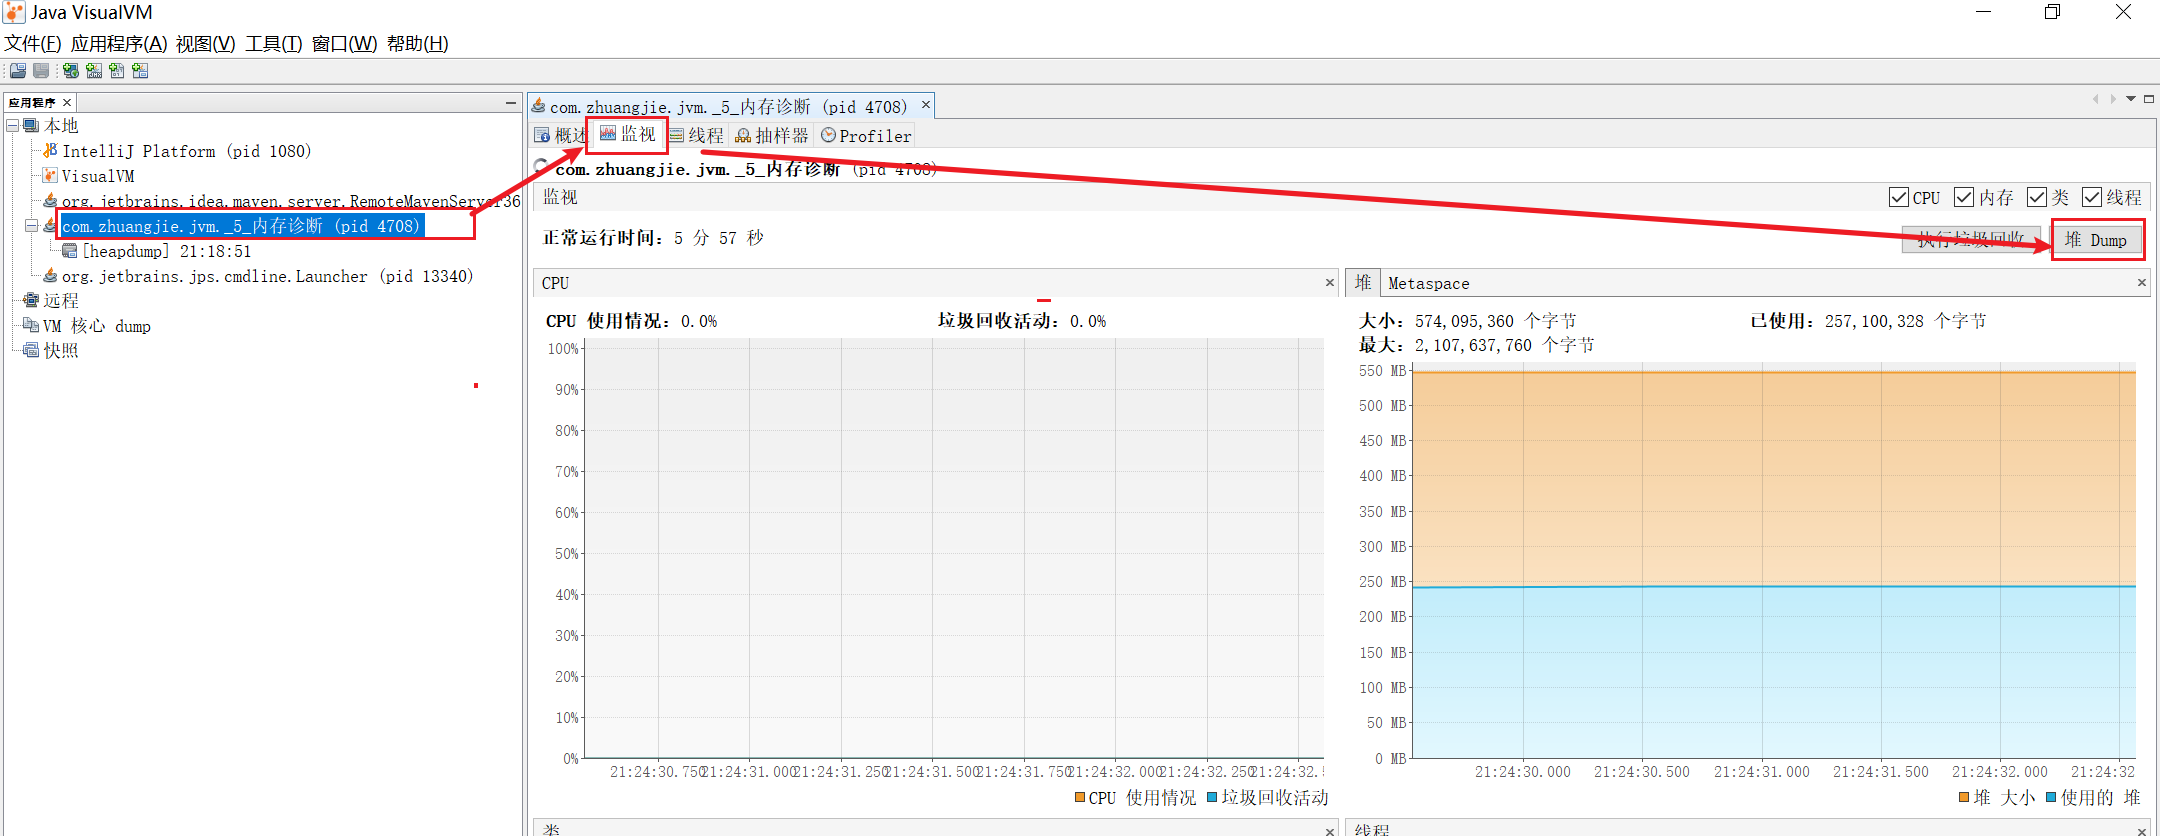 Java VisualVM
文件(F) 应用程序(A) 视图(V) 工具(T) 窗口(W) 帮助(H)
应用程序
本地
IntelliJ Platform (pid 1080)
VisualVM
org.jetbrains.idea.maven.server.RemoteMavenServer36
com.zhuangjie.jvm._5_内存诊断 (pid 4708)
[heapdump] 21:18:51
org.jetbrains.jps.cmdline.Launcher (pid 13340)
远程
VM 核心 dump
快照
com.zhuangjie.jvm._5_内存诊断 (pid 4708)
概述 监视 线程 抽样器 Profiler
com.zhuangjie.jvm._5_内存诊断 (pid 4708)
监视
CPU 内存 类 线程
正常运行时间: 5 分 57 秒
执行垃圾回收 堆 Dump
CPU
CPU 使用情况: 0.0% 垃圾回收活动: 0.0%
100%
90%
80%
70%
60%
50%
40%
30%
20%
10%
0%
21:24:30.750 21:24:31.000 21:24:31.250 21:24:31.500 21:24:31.750 21:24:32.000 21:24:32.250 21:24:32.5
CPU 使用情况 垃圾回收活动
堆 Metaspace
大小: 574,095,360 个字节 已使用: 257,100,328 个字节
最大: 2,107,637,760 个字节
550 MB
500 MB
450 MB
400 MB
350 MB
300 MB
250 MB
200 MB
150 MB
100 MB
50 MB
0 MB
21:24:30.000 21:24:30.500 21:24:31.000 21:24:31.500 21:24:32.000 21:24:32
堆 大小 使用的 堆
类
线程